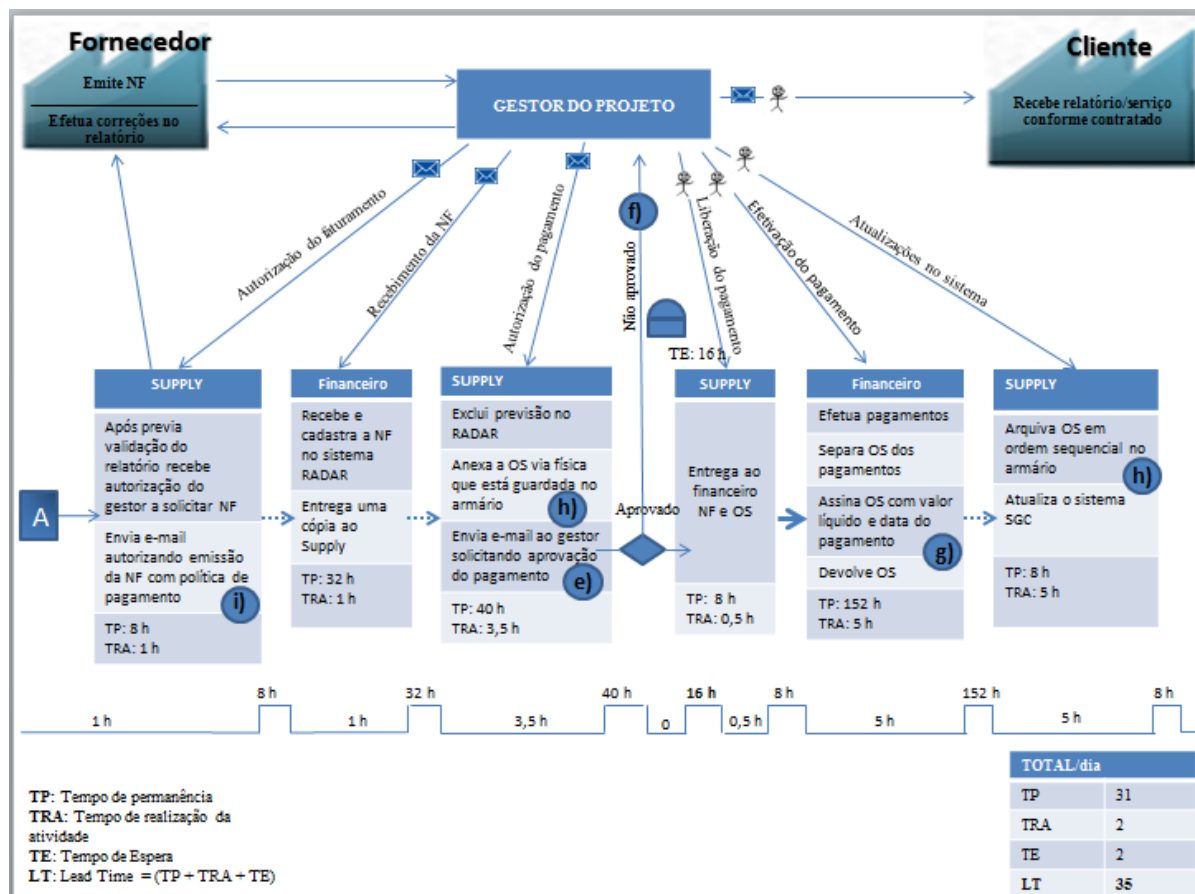 Fornecedor
Emite NF
Efetua correções no
relatório
GESTOR DO PROJETO
Cliente
Recebe relatório/serviço
conforme contratado
Autorização do faturamento
Recebimento da NF
Autorização do pagamento
f)
Não aprovado
Liberação do pagamento
Efetivação do pagamento
Atualizações no sistema
TE: 16 h
A
SUPPLY
Após previa
validação do
relatório recebe
autorização do
gestor a solicitar NF
Envia e-mail
autorizando emissão
da NF com política de
pagamento
i)
TP: 8 h
TRA: 1 h
Financeiro
Recebe e
cadastra a NF
no sistema
RADAR
Entrega uma
cópia ao
Supply
TP: 32 h
TRA: 1 h
SUPPLY
Exclui previsão no
RADAR
Anexa a OS via física
que está guardada no
armário
h)
Envia e-mail ao gestor
solicitando aprovação
do pagamento
e)
TP: 40 h
TRA: 3,5 h
Aprovado
SUPPLY
Entrega ao
financeiro
NF e OS
TP: 8 h
TRA: 0,5 h
Financeiro
Efetua pagamentos
Separa OS dos
pagamentos
Assina OS com valor
líquido e data do
pagamento
g)
Devolve OS
TP: 152 h
TRA: 5 h
SUPPLY
Arquiva OS em
ordem sequencial no
armário
h)
Atualiza o sistema
SGC
TP: 8 h
TRA: 5 h
8 h 32 h 40 h 16 h 8 h 152 h 8 h
1 h 1 h 3,5 h 0 0,5 h 5 h 5 h
TP: Tempo de permanência
TRA: Tempo de realização da
atividade
TE: Tempo de Espera
LT: Lead Time = (TP + TRA + TE)
TOTAL/dia
TP 31
TRA 2
TE 2
LT 35